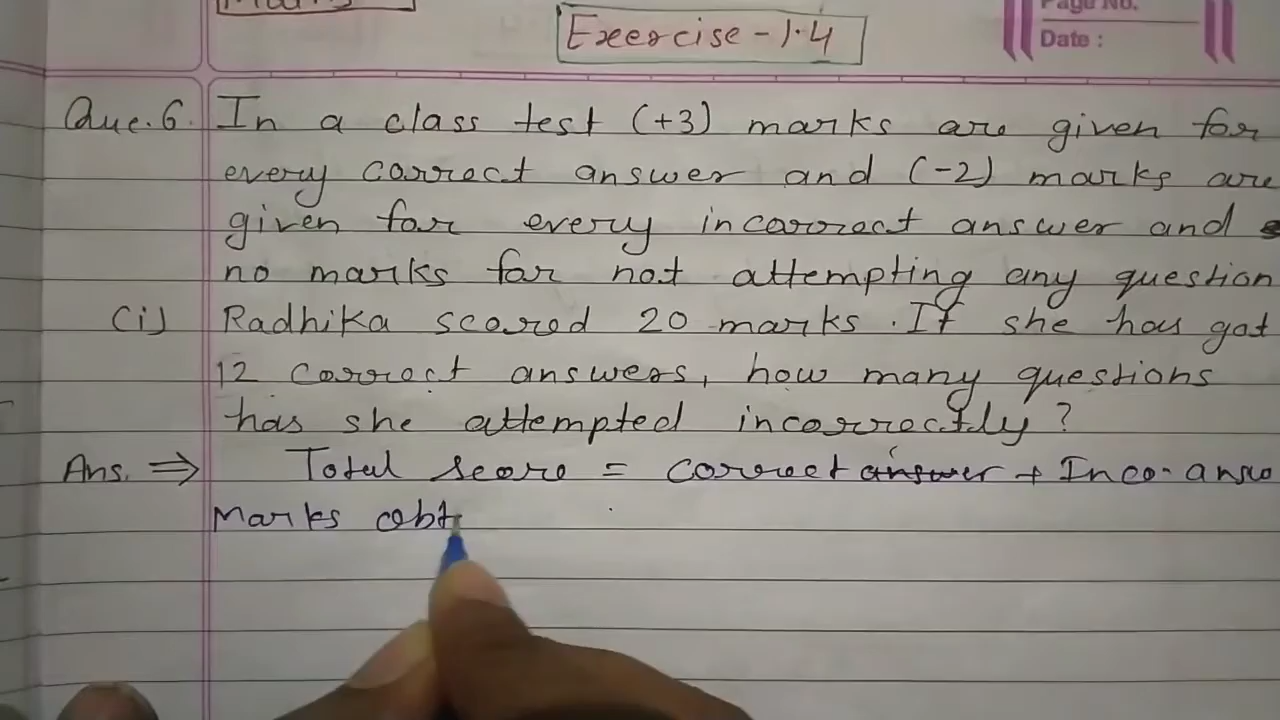 Exercise - 1.4
Page No.
Date :
Que. 6. In a class test (+3) marks are given for
every correct answer and (-2) marks are
given for every incorrect answer and
no marks for not attempting any question
(i) Radhika scored 20 marks. If she has got
12 correct answers, how many questions
has she attempted incorrectly?
Ans. ⇒ Total score = correct answer + Inco. answ
Marks obt